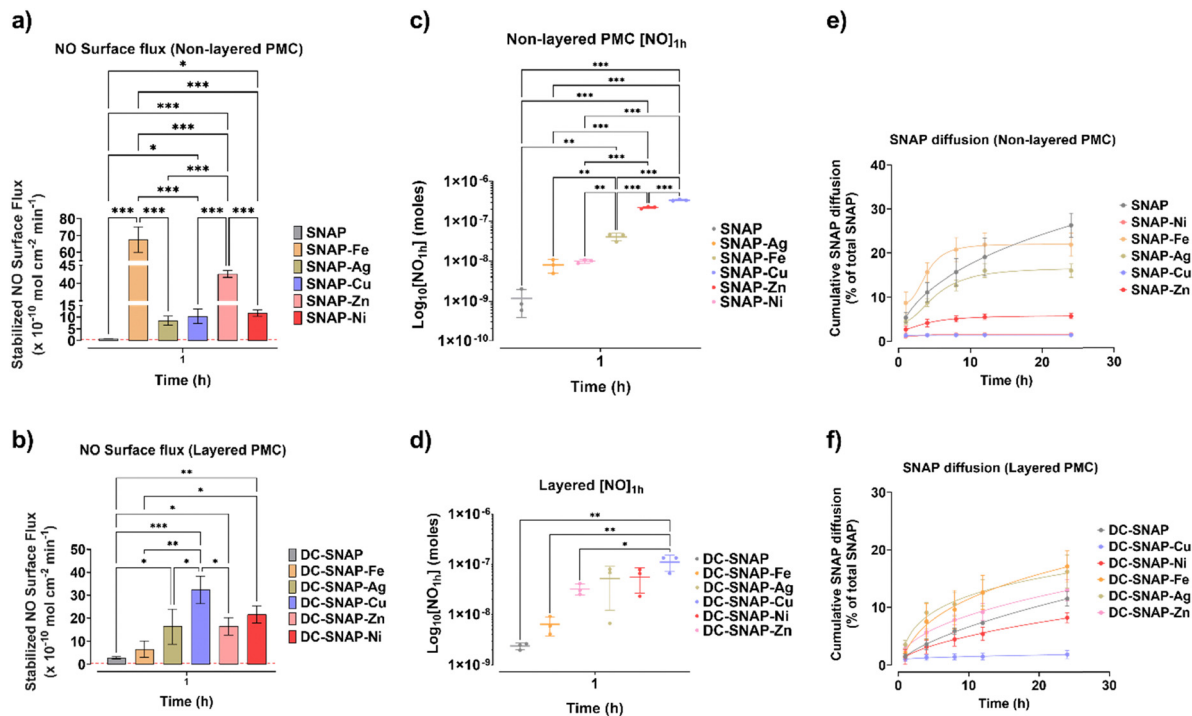 a)
NO Surface flux (Non-layered PMC)
*
***
***
***
*
***
***
*** *** *** ***
Stabilized NO Surface Flux
(x 10-10 mol cm-2 min-1)
80
70
60
50
45
40
15
10
5
0
1
Time (h)
SNAP
SNAP-Fe
SNAP-Ag
SNAP-Cu
SNAP-Zn
SNAP-Ni
b)
NO Surface flux (Layered PMC)
**
*
*
***
**
* * *
Stabilized NO Surface Flux
(x 10-10 mol cm-2 min-1)
50
40
30
20
10
0
1
Time (h)
DC-SNAP
DC-SNAP-Fe
DC-SNAP-Ag
DC-SNAP-Cu
DC-SNAP-Zn
DC-SNAP-Ni
c)
Non-layered PMC [NO]1h
***
***
***
***
***
**
***
** ***
** *** ***
Log10[NO1h] (moles)
1×10-6
1×10-7
1×10-8
1×10-9
1×10-10
1
Time (h)
SNAP
SNAP-Ag
SNAP-Fe
SNAP-Cu
SNAP-Zn
SNAP-Ni
d)
Layered [NO]1h
**
**
*
Log10[NO1h] (moles)
1×10-6
1×10-7
1×10-8
1×10-9
1
Time (h)
DC-SNAP
DC-SNAP-Fe
DC-SNAP-Ag
DC-SNAP-Cu
DC-SNAP-Ni
DC-SNAP-Zn
e)
SNAP diffusion (Non-layered PMC)
Cumulative SNAP diffusion
(% of total SNAP)
40
30
20
10
0
0 10 20 30
Time (h)
SNAP
SNAP-Ni
SNAP-Fe
SNAP-Ag
SNAP-Cu
SNAP-Zn
f)
SNAP diffusion (Layered PMC)
Cumulative SNAP diffusion
(% of total SNAP)
30
20
10
0
0 10 20 30
Time (h)
DC-SNAP
DC-SNAP-Cu
DC-SNAP-Ni
DC-SNAP-Fe
DC-SNAP-Ag
DC-SNAP-Zn